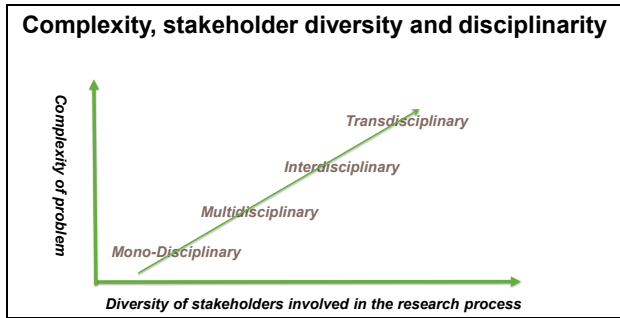 Complexity, stakeholder diversity and disciplinarity
Complexity
of problem
Transdisciplinary
Interdisciplinary
Multidisciplinary
Mono-Disciplinary
Diversity of stakeholders involved in the research process